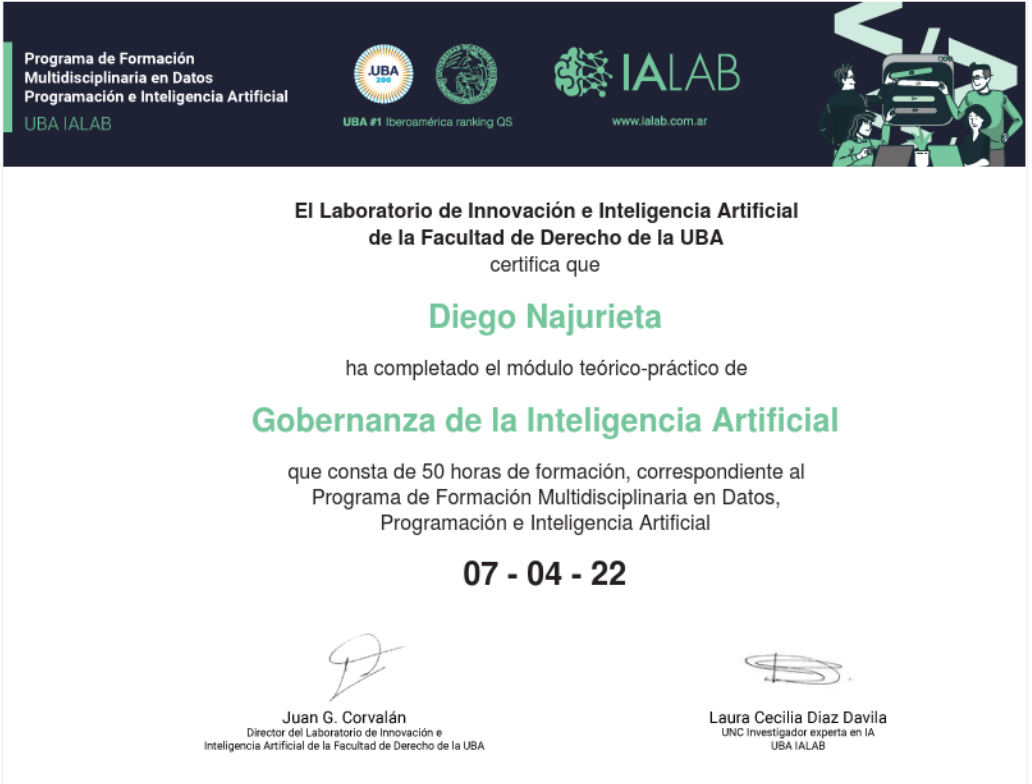 Programa de Formación
Multidisciplinaria en Datos
Programación e Inteligencia Artificial
UBA IALAB
.UBA
200
UBA #1 Iberoamérica ranking QS
IALAB
www.ialab.com.ar
El Laboratorio de Innovación e Inteligencia Artificial
de la Facultad de Derecho de la UBA
certifica que
Diego Najurieta
ha completado el módulo teórico-práctico de
Gobernanza de la Inteligencia Artificial
que consta de 50 horas de formación, correspondiente al
Programa de Formación Multidisciplinaria en Datos,
Programación e Inteligencia Artificial
07 - 04 - 22
Juan G. Corvalán
Director del Laboratorio de Innovación e
Inteligencia Artificial de la Facultad de Derecho de la UBA
Laura Cecilia Diaz Davila
UNC Investigador experta en IA
UBA IALAB